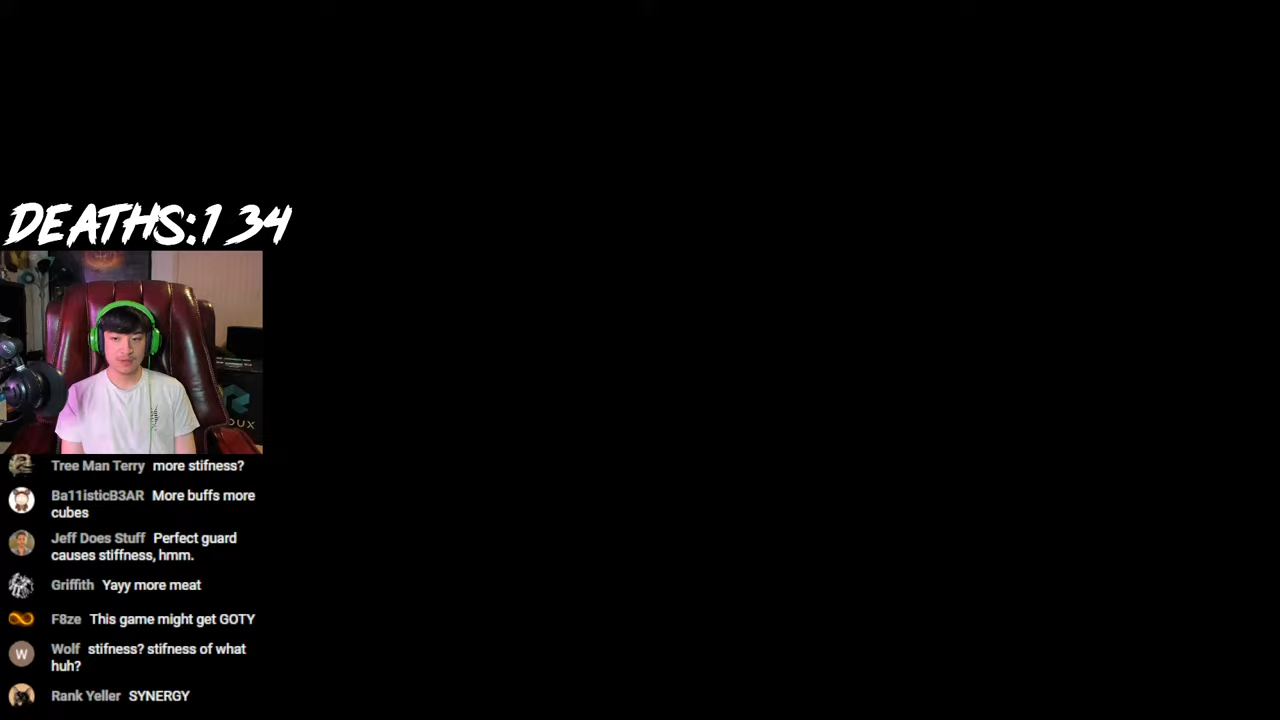 DEATHS:134
OUX
Tree Man Terry more stifness?
Ba11isticB3AR More buffs more
cubes
Jeff Does Stuff Perfect guard
causes stiffness, hmm.
Griffith Yayy more meat
F8ze This game might get GOTY
W Wolf stifness? stifness of what
huh?
Rank Yeller SYNERGY